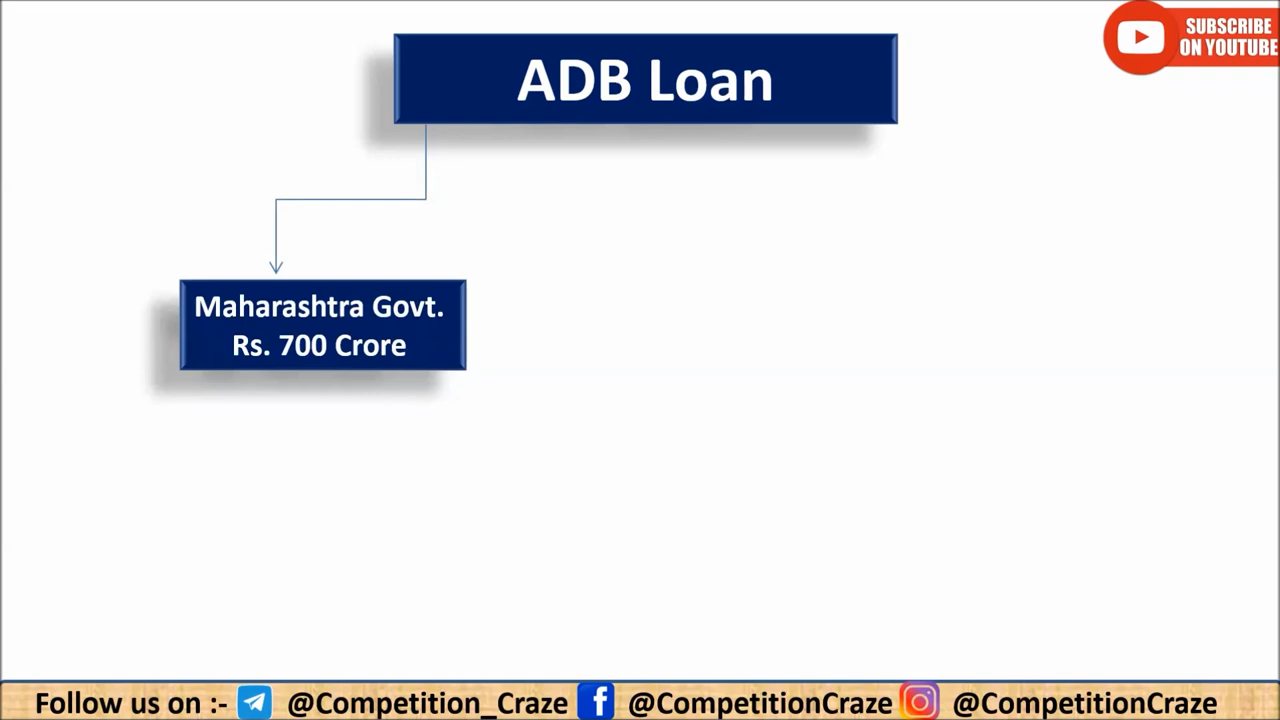 SUBSCRIBE
ON YOUTUBE
ADB Loan
Maharashtra Govt.
Rs. 700 Crore
Follow us on :- @Competition_Craze @CompetitionCraze @CompetitionCraze